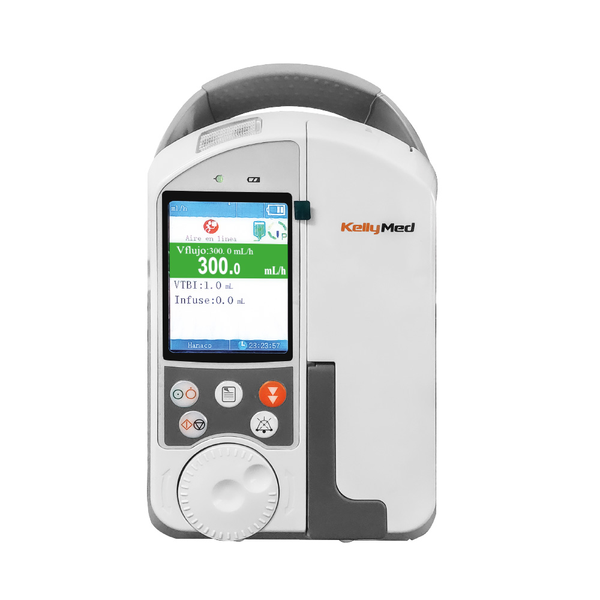 mL/h
KellyMed
P
Aire en linea
Vflujo:300.0 mL/h
300.0 mL/h
VTBI:1.0 mL
Infuse:0.0 mL
23:23:57